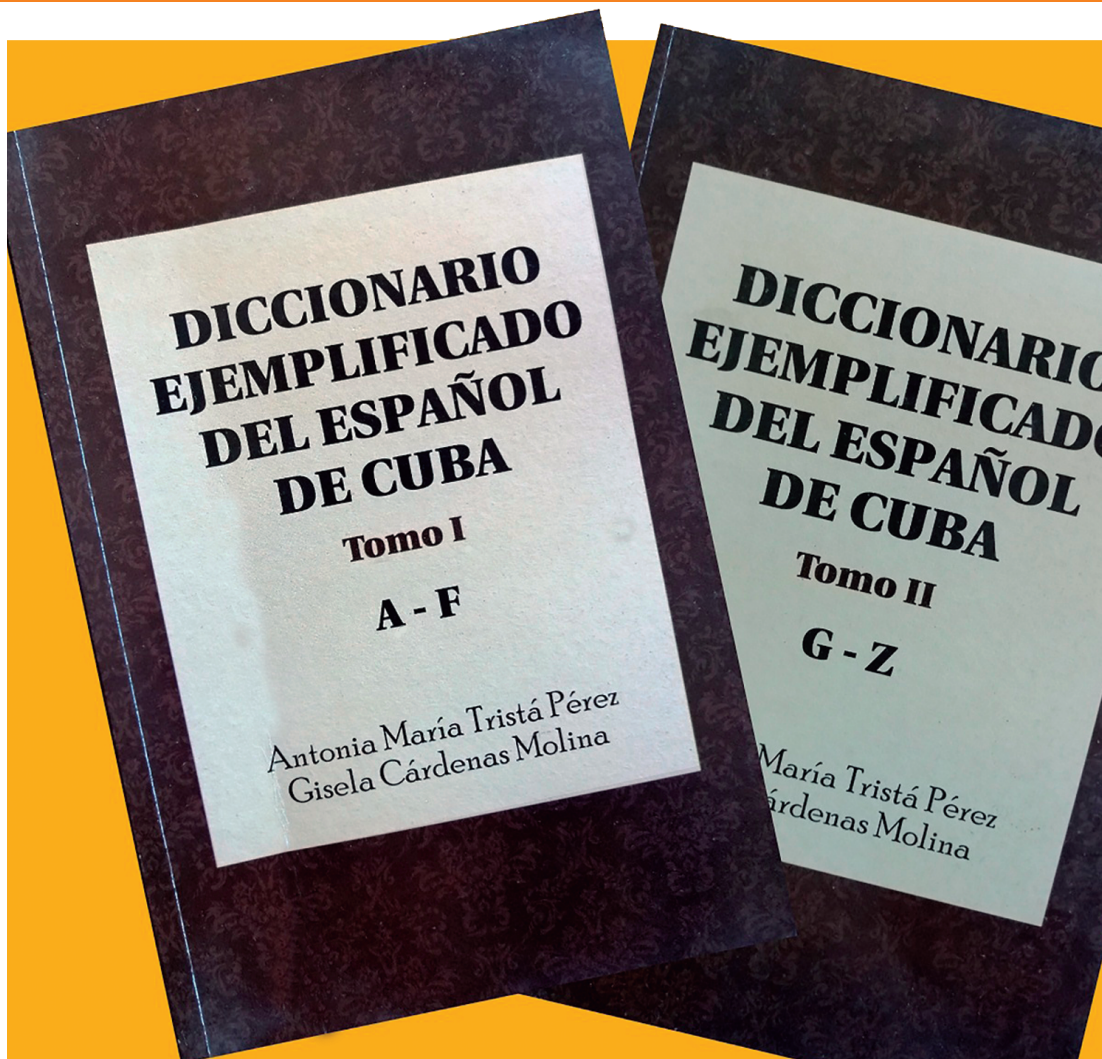 DICCIONARIO
EJEMPLIFICADO
DEL ESPAÑOL
DE CUBA
Tomo I
A - F
Antonia María Tristá Pérez
Gisela Cárdenas Molina
DICCIONARIO
EJEMPLIFICADO
DEL ESPAÑOL
DE CUBA
Tomo II
G - Z
María Tristá Pérez
árdenas Molina